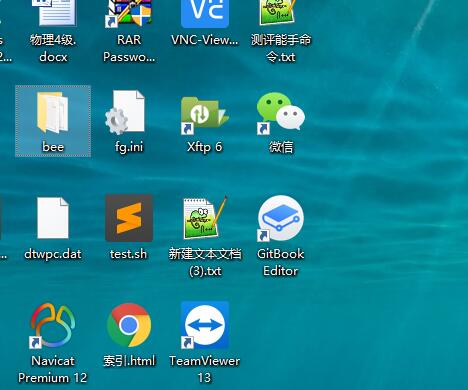 s
2...
物理4级.
docx
RAR
Passwo...
VNC-View...
测评能手命
令.txt
bee
fg.ini
Xftp 6
微信
...
dtwpc.dat
test.sh
新建文本文档
(3).txt
GitBook
Editor
Navicat
Premium 12
索引.html
TeamViewer
13